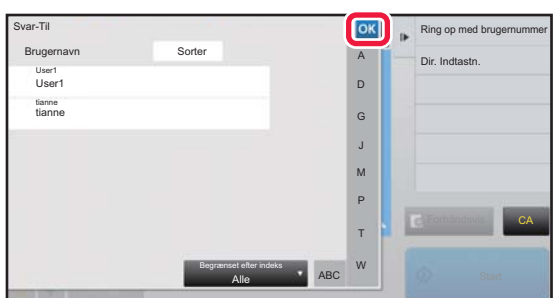 Svar-Til
OK
Brugernavn
Sorter
User1
User1
tianne
tianne
A
D
G
J
M
P
T
W
Begrænset efter indeks
Alle
ABC
Ring op med brugernummer
Dir. Indtastn.
Forhåndsvis
CA
Start